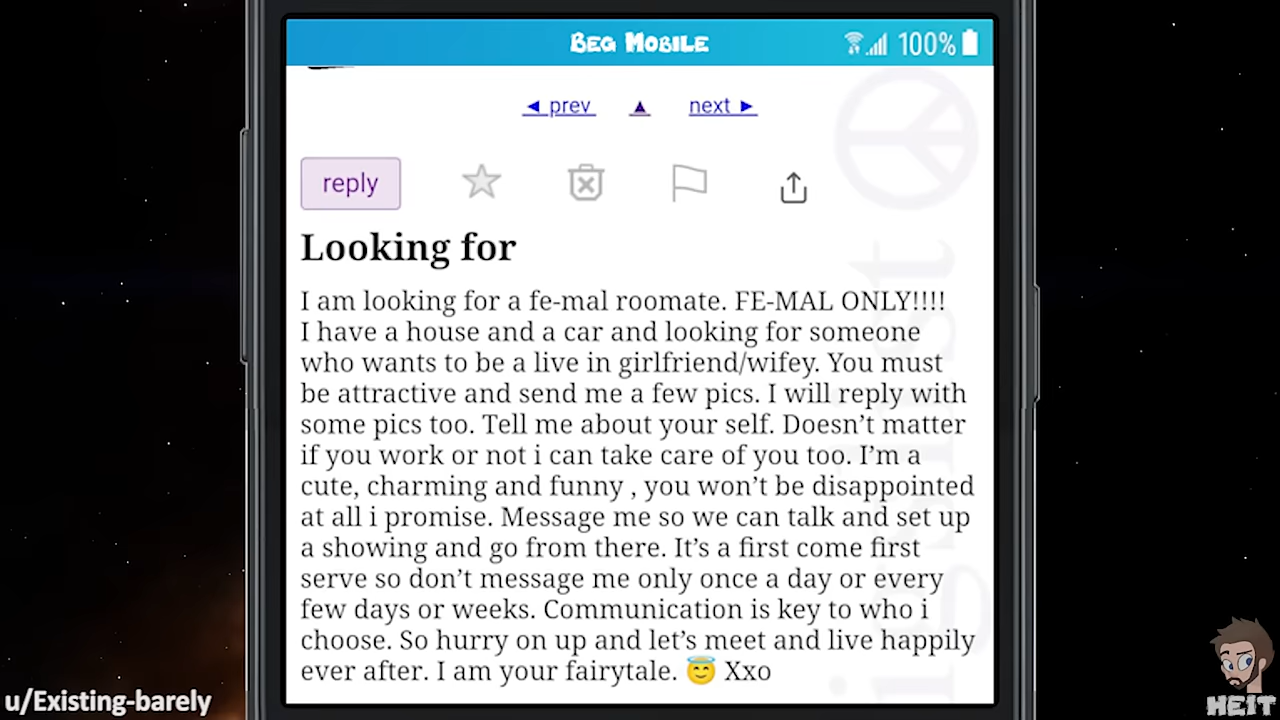 BEG MOBILE
100%
◄ prev ▲ next ►
reply
Looking for
I am looking for a fe-mal roomate. FE-MAL ONLY!!!!
I have a house and a car and looking for someone
who wants to be a live in girlfriend/wifey. You must
be attractive and send me a few pics. I will reply with
some pics too. Tell me about your self. Doesn’t matter
if you work or not i can take care of you too. I’m a
cute, charming and funny , you won’t be disappointed
at all i promise. Message me so we can talk and set up
a showing and go from there. It’s a first come first
serve so don’t message me only once a day or every
few days or weeks. Communication is key to who i
choose. So hurry on up and let’s meet and live happily
ever after. I am your fairytale. 😇 Xxo
u/Existing-barely
HEIT